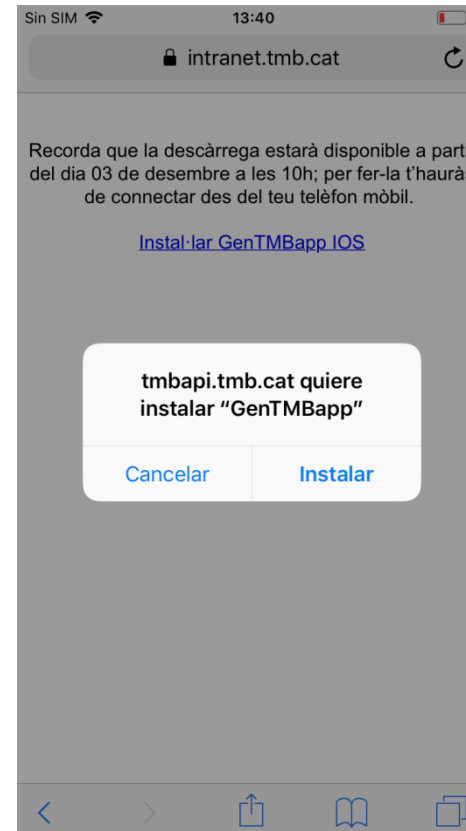 Sin SIM 13:40
intranet.tmb.cat
Recorda que la descàrrega estarà disponible a part
del dia 03 de desembre a les 10h; per fer-la t'hauràs
de connectar des del teu telèfon mòbil.
Instal·lar GenTMBapp IOS
tmbapi.tmb.cat quiere
instalar “GenTMBapp”
Cancelar Instalar